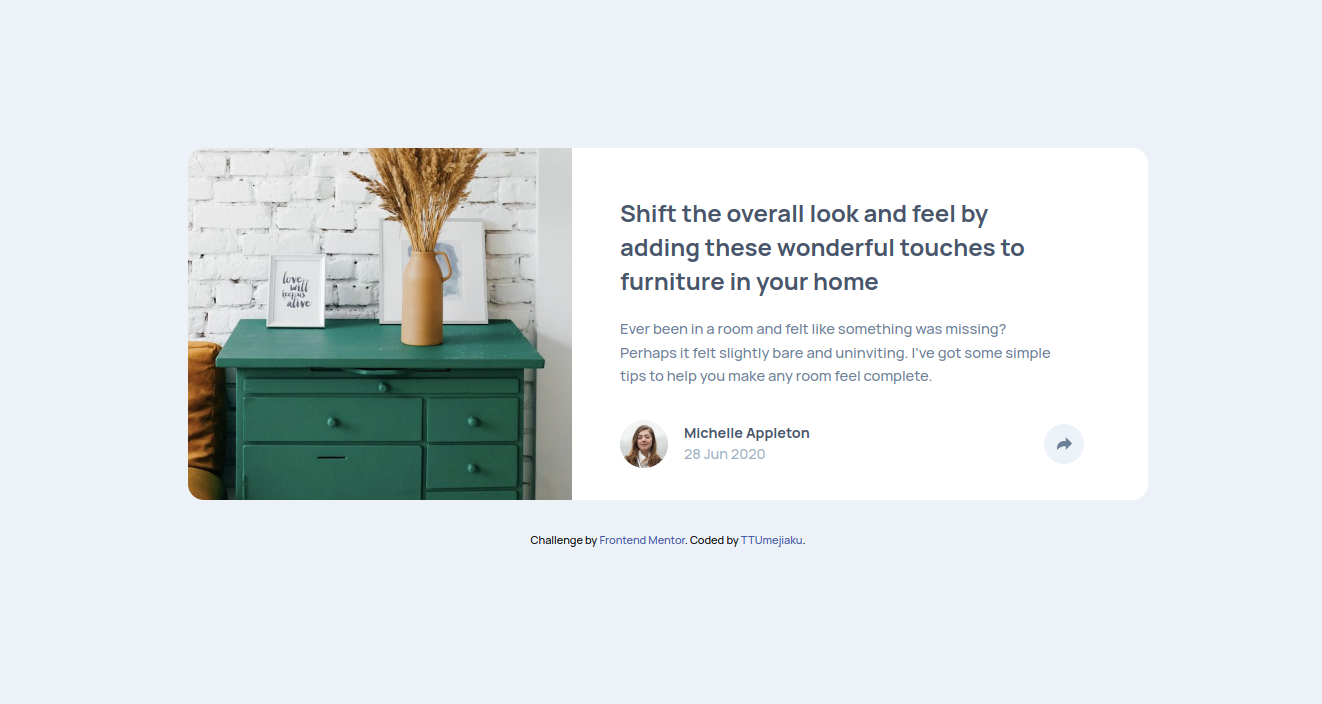 love
will
keep us
alive
Shift the overall look and feel by
adding these wonderful touches to
furniture in your home
Ever been in a room and felt like something was missing?
Perhaps it felt slightly bare and uninviting. I've got some simple
tips to help you make any room feel complete.
Michelle Appleton
28 Jun 2020
Challenge by Frontend Mentor. Coded by TTUmejiaku.